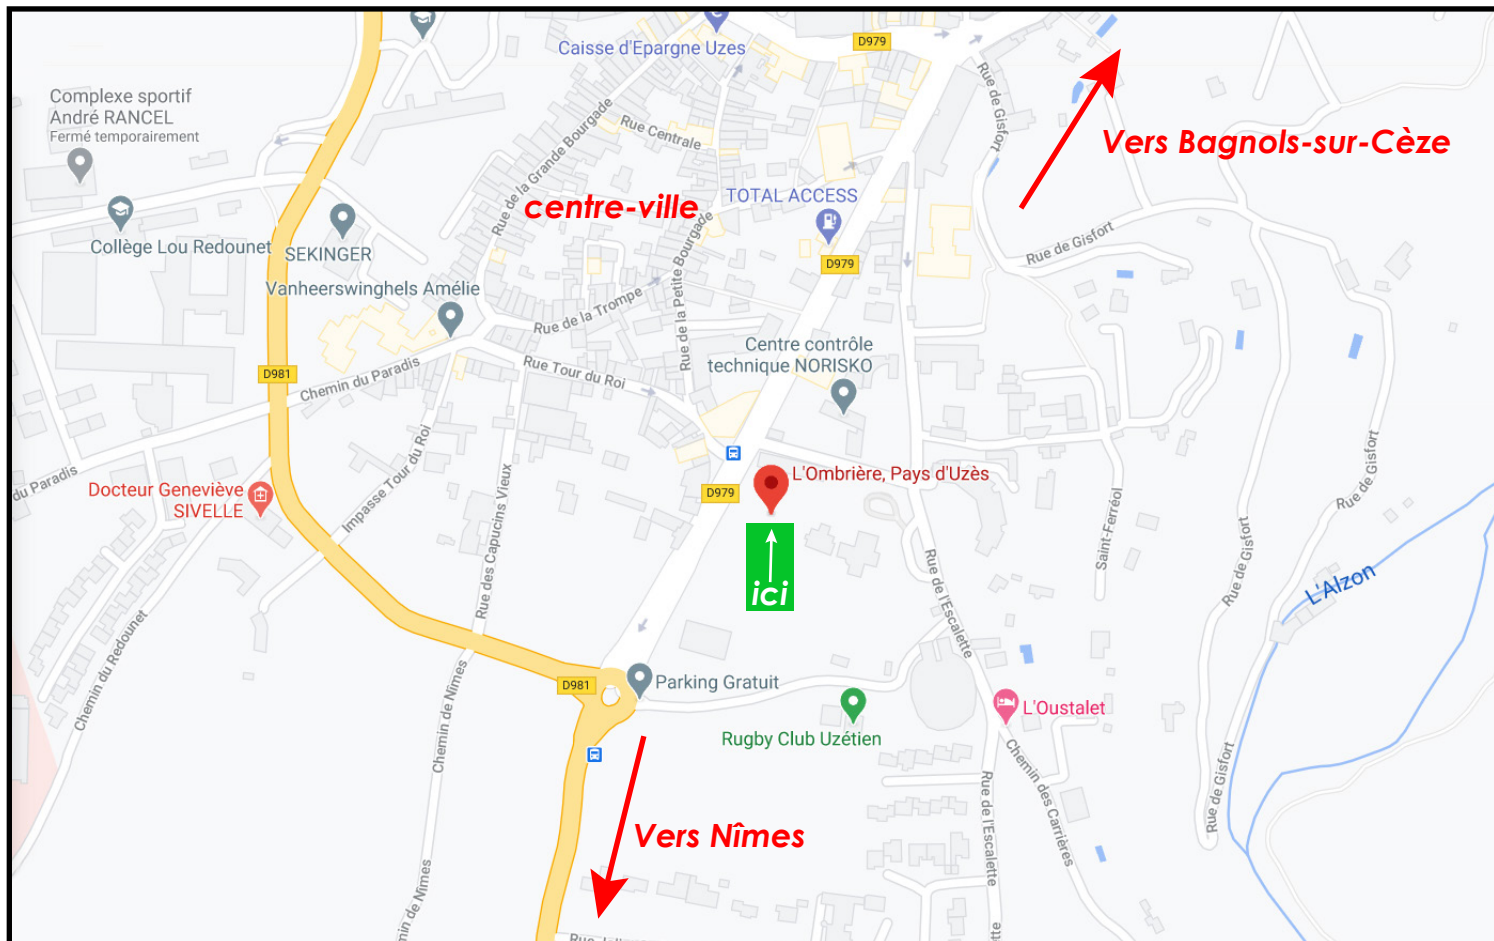 D979
Caisse d'Epargne Uzes
Complexe sportif
André RANCEL
Fermé temporairement
Rue de Gisfort
Rue Centrale
Rue de la Grande Bourgade
Vers Bagnols-sur-Cèze
centre-ville
TOTAL ACCESS
Collège Lou Redounet
SEKINGER
Rue de la Petite Bourgade
D979
Rue de Gisfort
Vanheerswinghels Amélie
Rue de la Trompe
Centre contrôle
technique NORISKO
D981
Chemin du Paradis
Rue Tour du Roi
du Paradis
Impasse Tour du Roi
Docteur Geneviève
SIVELLE
D979
L'Ombrière, Pays d'Uzès
Rue de Gisfort
Rue des Capucins Vieux
Saint-Ferréol
Rue de Gisfort
ici
Rue de l'Escalette
L'Alzon
Chemin du Redounet
D981
Parking Gratuit
Chemin de Nîmes
Rugby Club Uzétien
L'Oustalet
Chemin des Carrières
Rue de l'Escalette
Rue de Gisfort
Vers Nîmes
min de Nîmes